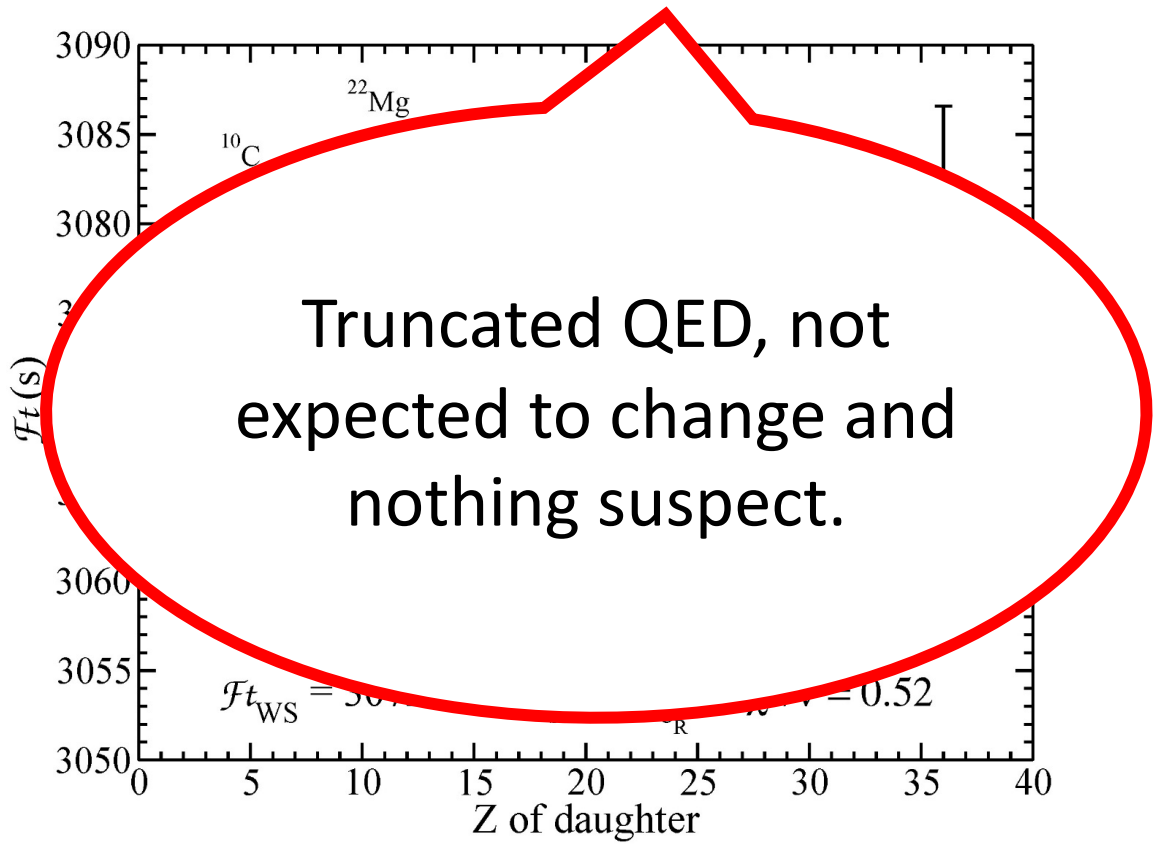 3090
22Mg
3085
10C
3080
Truncated QED, not
expected to change and
nothing suspect.
ℱt (s)
3060
3055
ℱtWS = 
R
= 0.52
3050
0 5 10 15 20 25 30 35 40
Z of daughter